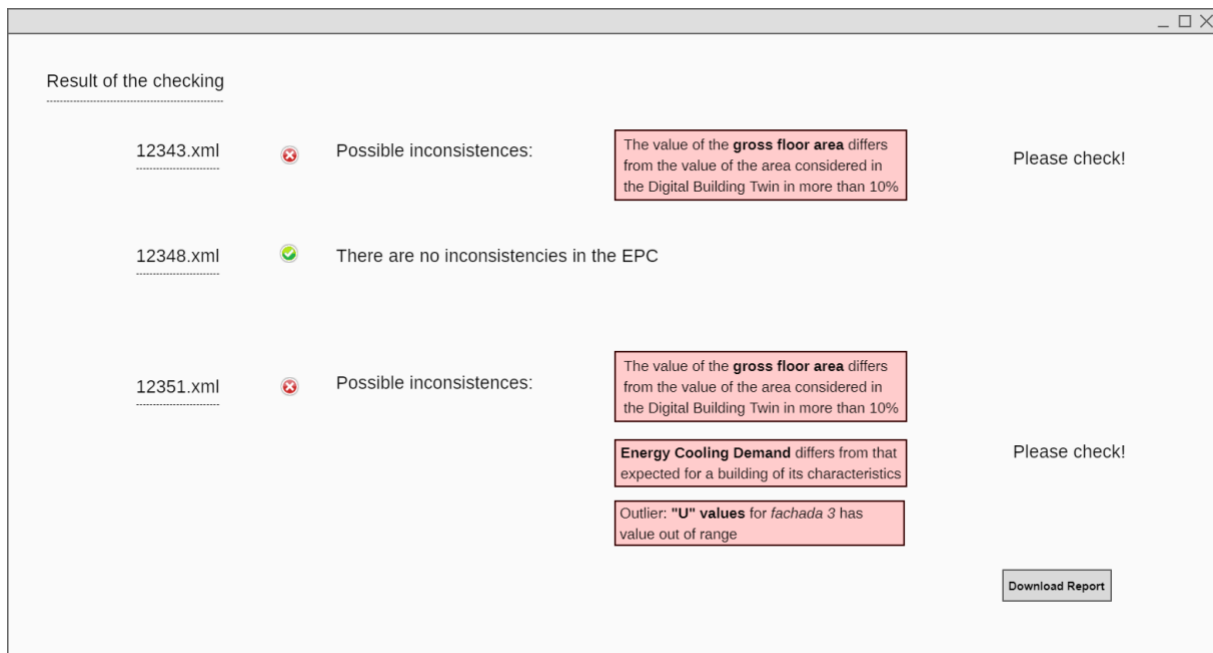 Result of the checking
12343.xml
Possible inconsistences:
The value of the gross floor area differs
from the value of the area considered in
the Digital Building Twin in more than 10%
Please check!
12348.xml
There are no inconsistencies in the EPC
12351.xml
Possible inconsistences:
The value of the gross floor area differs
from the value of the area considered in
the Digital Building Twin in more than 10%
Energy Cooling Demand differs from that
expected for a building of its characteristics
Please check!
Outlier: "U" values for fachada 3 has
value out of range
Download Report